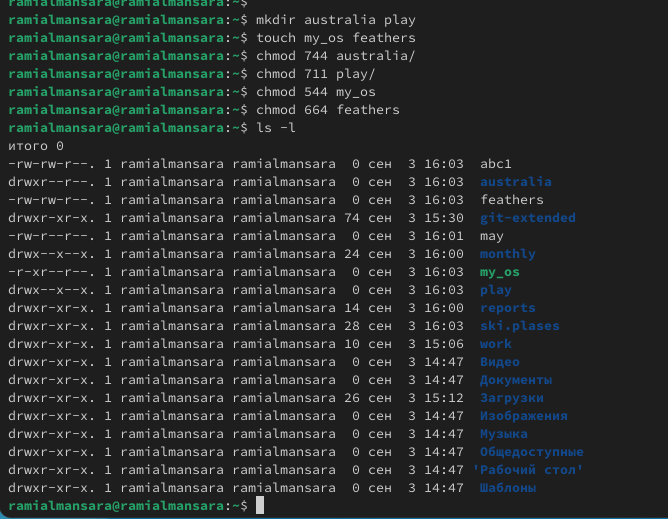 ramialmansara@ramialmansara:~$
ramialmansara@ramialmansara:~$ mkdir australia play
ramialmansara@ramialmansara:~$ touch my_os feathers
ramialmansara@ramialmansara:~$ chmod 744 australia/
ramialmansara@ramialmansara:~$ chmod 711 play/
ramialmansara@ramialmansara:~$ chmod 544 my_os
ramialmansara@ramialmansara:~$ chmod 664 feathers
ramialmansara@ramialmansara:~$ ls -l
итого 0
-rw-rw-r--. 1 ramialmansara ramialmansara  0 сен  3 16:03  abc1
drwxr--r--. 1 ramialmansara ramialmansara  0 сен  3 16:03  australia
-rw-rw-r--. 1 ramialmansara ramialmansara  0 сен  3 16:03  feathers
drwxr-xr-x. 1 ramialmansara ramialmansara 74 сен  3 15:30  git-extended
-rw-r--r--. 1 ramialmansara ramialmansara  0 сен  3 16:01  may
drwx--x--x. 1 ramialmansara ramialmansara 24 сен  3 16:00  monthly
-r-xr--r--. 1 ramialmansara ramialmansara  0 сен  3 16:03  my_os
drwx--x--x. 1 ramialmansara ramialmansara  0 сен  3 16:03  play
drwxr-xr-x. 1 ramialmansara ramialmansara 14 сен  3 16:00  reports
drwxr-xr-x. 1 ramialmansara ramialmansara 28 сен  3 16:03  ski.plases
drwxr-xr-x. 1 ramialmansara ramialmansara 10 сен  3 15:06  work
drwxr-xr-x. 1 ramialmansara ramialmansara  0 сен  3 14:47  Видео
drwxr-xr-x. 1 ramialmansara ramialmansara  0 сен  3 14:47  Документы
drwxr-xr-x. 1 ramialmansara ramialmansara 26 сен  3 15:12  Загрузки
drwxr-xr-x. 1 ramialmansara ramialmansara  0 сен  3 14:47  Изображения
drwxr-xr-x. 1 ramialmansara ramialmansara  0 сен  3 14:47  Музыка
drwxr-xr-x. 1 ramialmansara ramialmansara  0 сен  3 14:47  Общедоступные
drwxr-xr-x. 1 ramialmansara ramialmansara  0 сен  3 14:47 'Рабочий стол'
drwxr-xr-x. 1 ramialmansara ramialmansara  0 сен  3 14:47  Шаблоны
ramialmansara@ramialmansara:~$